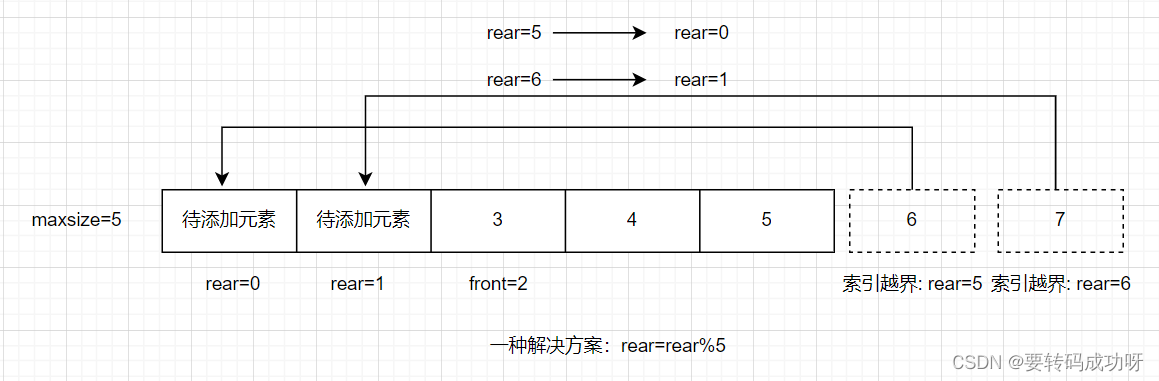 rear=5 rear=0
rear=6 rear=1
maxsize=5 待添加元素 待添加元素 3 4 5 6 7
rear=0 rear=1 front=2 索引越界: rear=5 索引越界: rear=6
一种解决方案：rear=rear%5
CSDN @要转码成功呀